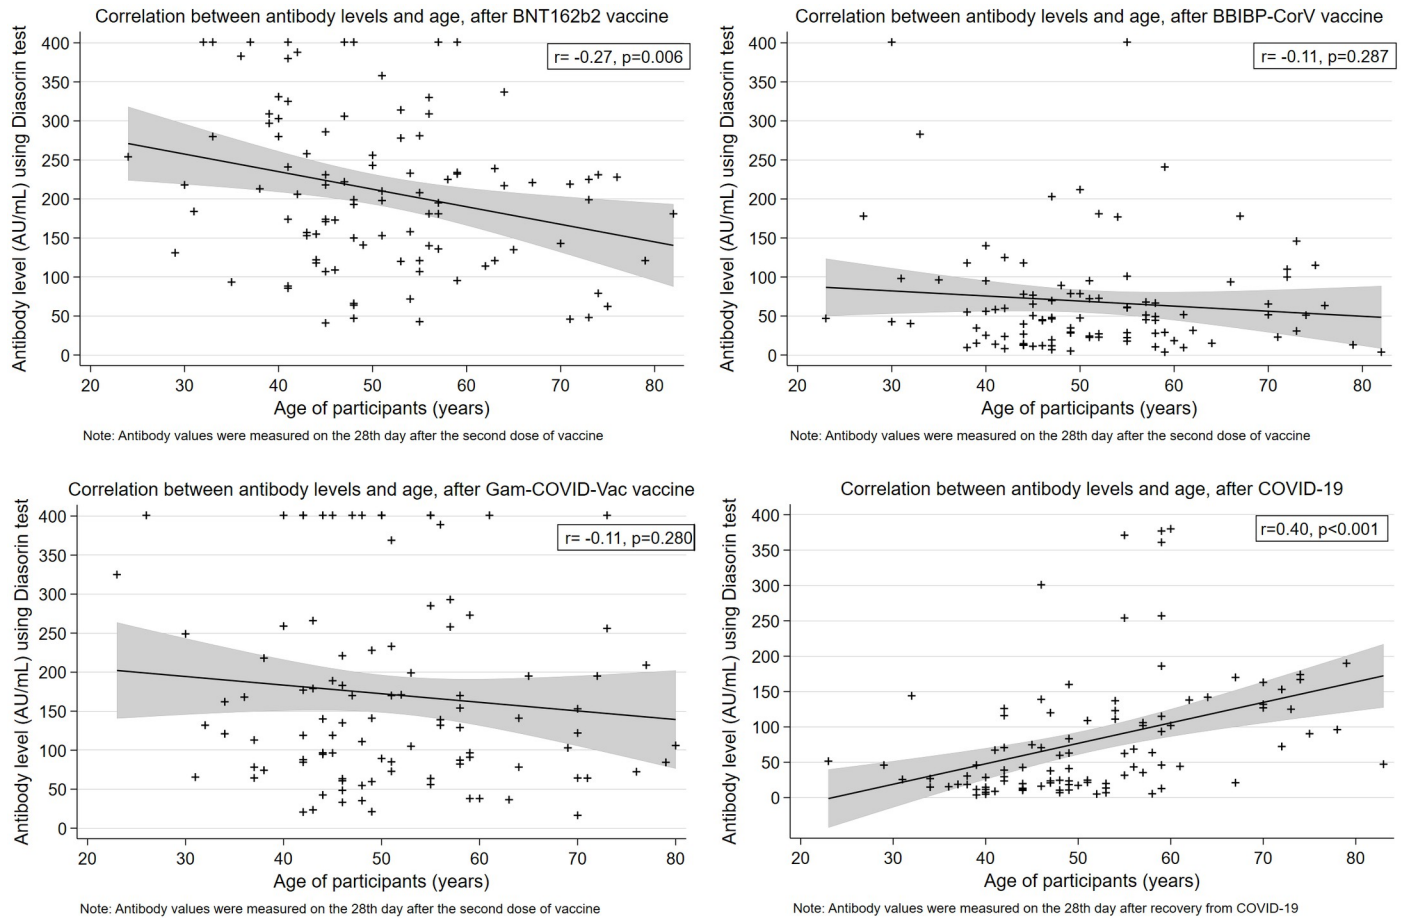 Correlation between antibody levels and age, after BNT162b2 vaccine
r= -0.27, p=0.006
Antibody level (AU/mL) using Diasorin test
400
350
300
250
200
150
100
50
0
20 30 40 50 60 70 80
Age of participants (years)
Note: Antibody values were measured on the 28th day after the second dose of vaccine
Correlation between antibody levels and age, after BBIBP-CorV vaccine
r= -0.11, p=0.287
Antibody level (AU/mL) using Diasorin test
400
350
300
250
200
150
100
50
0
20 30 40 50 60 70 80
Age of participants (years)
Note: Antibody values were measured on the 28th day after the second dose of vaccine
Correlation between antibody levels and age, after Gam-COVID-Vac vaccine
r= -0.11, p=0.280
Antibody level (AU/mL) using Diasorin test
400
350
300
250
200
150
100
50
0
20 30 40 50 60 70 80
Age of participants (years)
Note: Antibody values were measured on the 28th day after the second dose of vaccine
Correlation between antibody levels and age, after COVID-19
r=0.40, p<0.001
Antibody level (AU/mL) using Diasorin test
400
350
300
250
200
150
100
50
0
20 30 40 50 60 70 80
Age of participants (years)
Note: Antibody values were measured on the 28th day after recovery from COVID-19